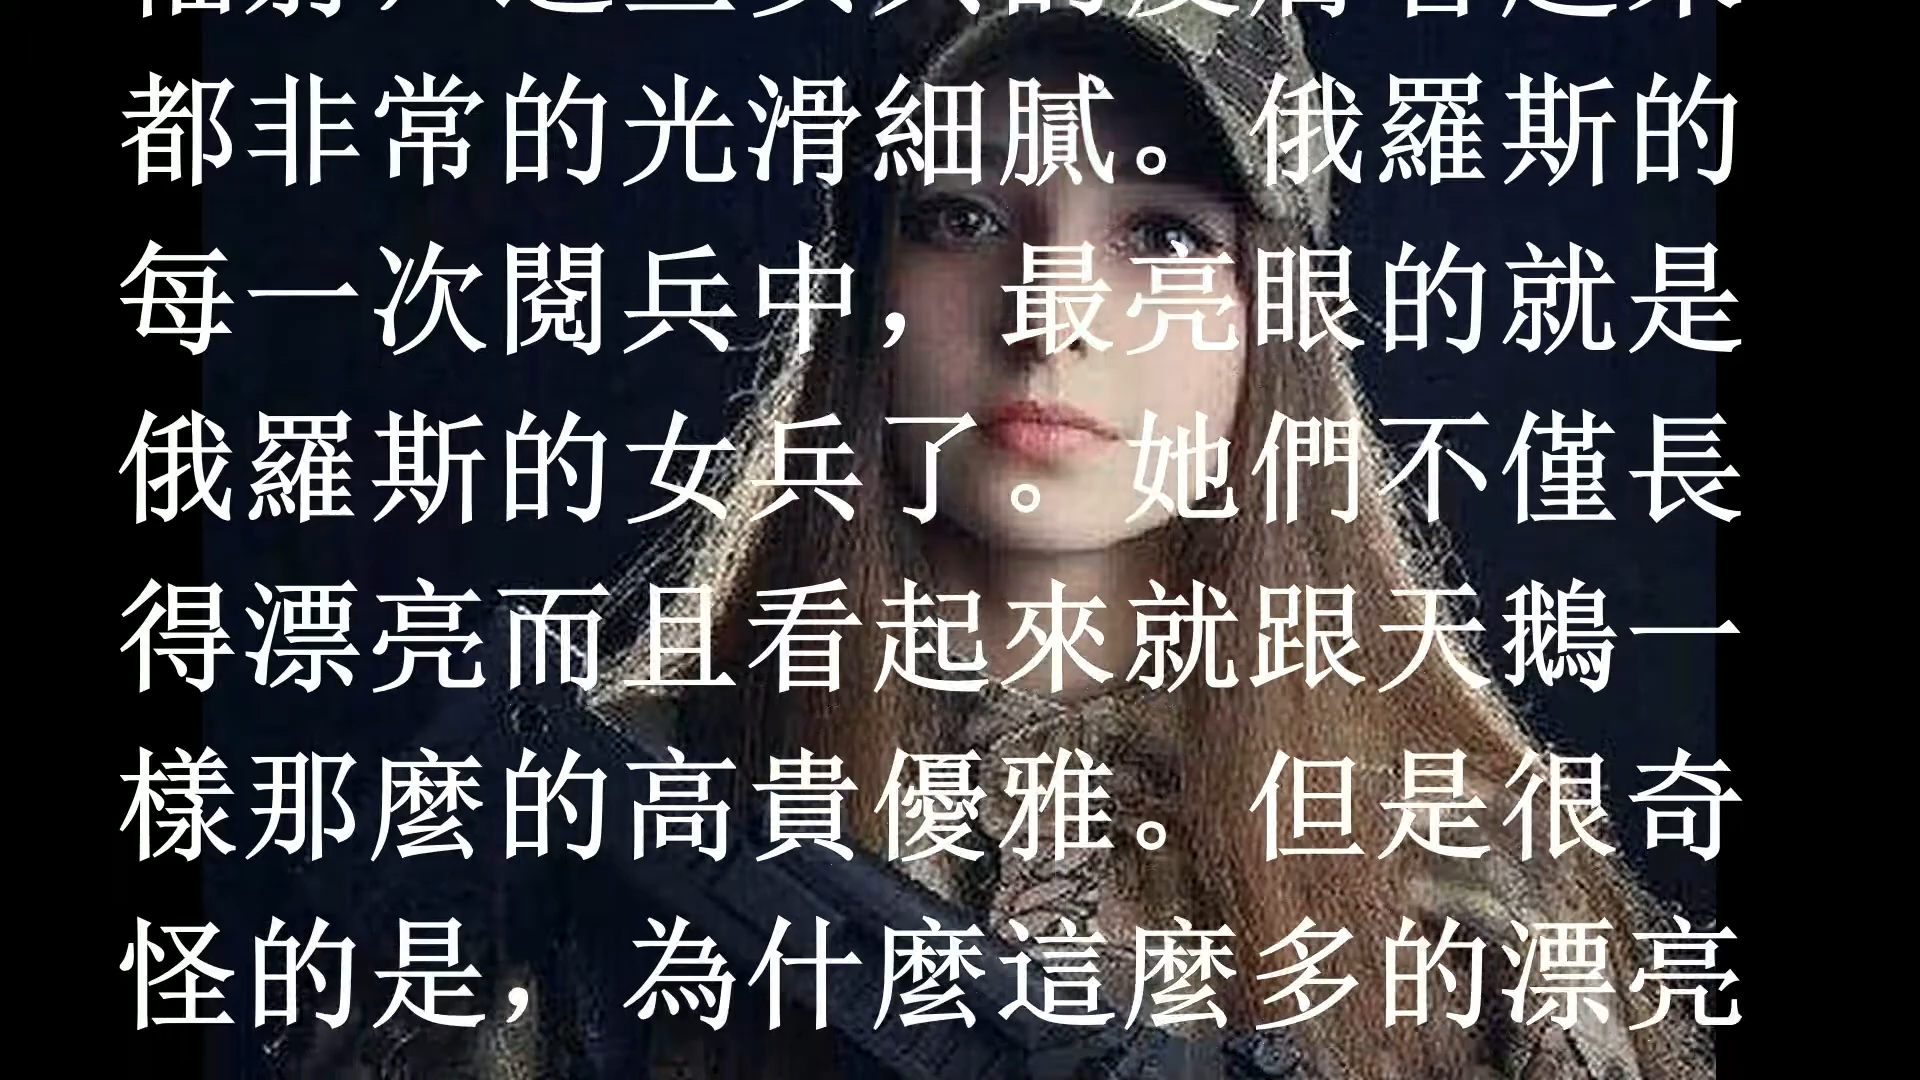 都非常的光滑細膩。俄羅斯的
每一次閱兵中，最亮眼的就是
俄羅斯的女兵了。她們不僅長
得漂亮而且看起來就跟天鵝一
樣那麼的高貴優雅。但是很奇
怪的是，為什麼這麼多的漂亮